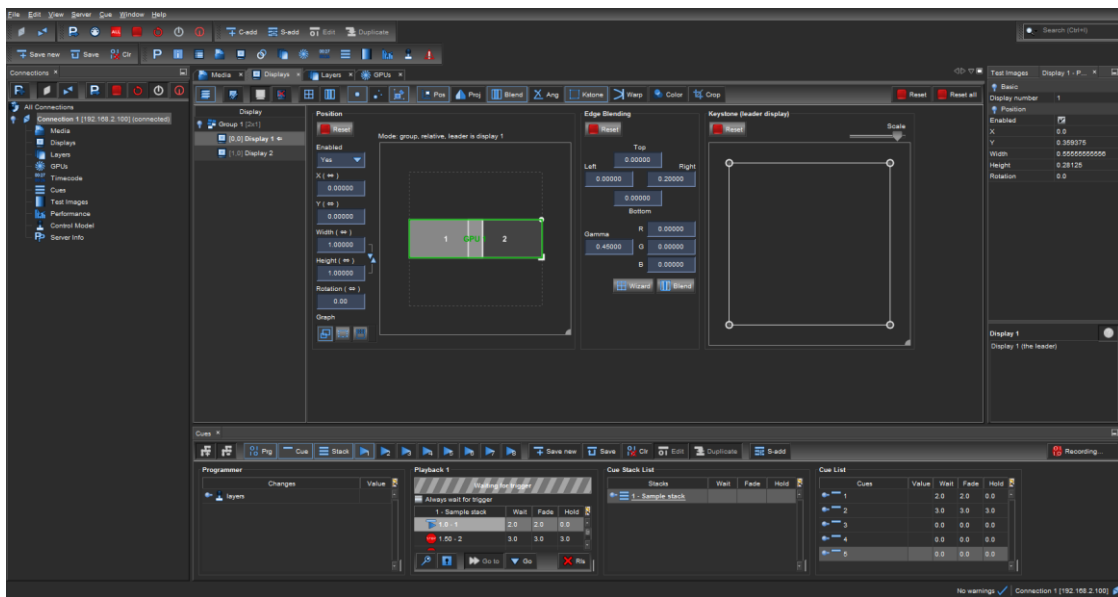 File Edit View Server Cue Window Help
C-add S-add Edit Duplicate
Search (Ctrl+I)
Save new Save Clr
Connections
Media Displays Layers GPUs
Test Images Display 1 - P...
Pos Proj Blend Ang Kstone Warp Color Crop Reset Reset all
All Connections
Connection 1 [192.168.2.100] (connected)
Media
Displays
Layers
GPUs
Timecode
Cues
Test Images
Performance
Control Model
Server Info
Display
Group 1 [2x1]
[0,0] Display 1
[1,0] Display 2
Position
Reset
Mode: group, relative, leader is display 1
Enabled
Yes
X
0.00000
Y
0.00000
Width
1.00000
Height
1.00000
Rotation
0.00
Graph
1 GPU 2
Edge Blending
Reset
Top
0.00000
Left Right
0.00000 0.20000
0.00000
Bottom
Gamma
0.45000
R 0.00000
G 0.00000
B 0.00000
Wizard Blend
Keystone (leader display)
Reset
Scale
Basic
Display number 1
Position
Enabled
X 0.0
Y 0.359375
Width
Height 0.28125
Rotation 0.0
Display 1
Display 1 (the leader)
Cues
Prg Cue Stack Save new Save Clr Edit Duplicate S-add Recording...
Programmer
Changes Value
layers
Playback 1
Waiting for trigger
Always wait for trigger
1 - Sample stack Wait Fade Hold
1.0 - 1 2.0 2.0 0.0
1.50 - 2 3.0 3.0 3.0
Go to Go Rls
Cue Stack List
Stacks Wait Fade Hold
1 - Sample stack
Cue List
Cues Value Wait Fade Hold
1 2.0 2.0 0.0
2 3.0 3.0 3.0
3 0.0 0.0 0.0
4 0.0 0.0 0.0
5 0.0 0.0 0.0
No warnings Connection 1 [192.168.2.100]